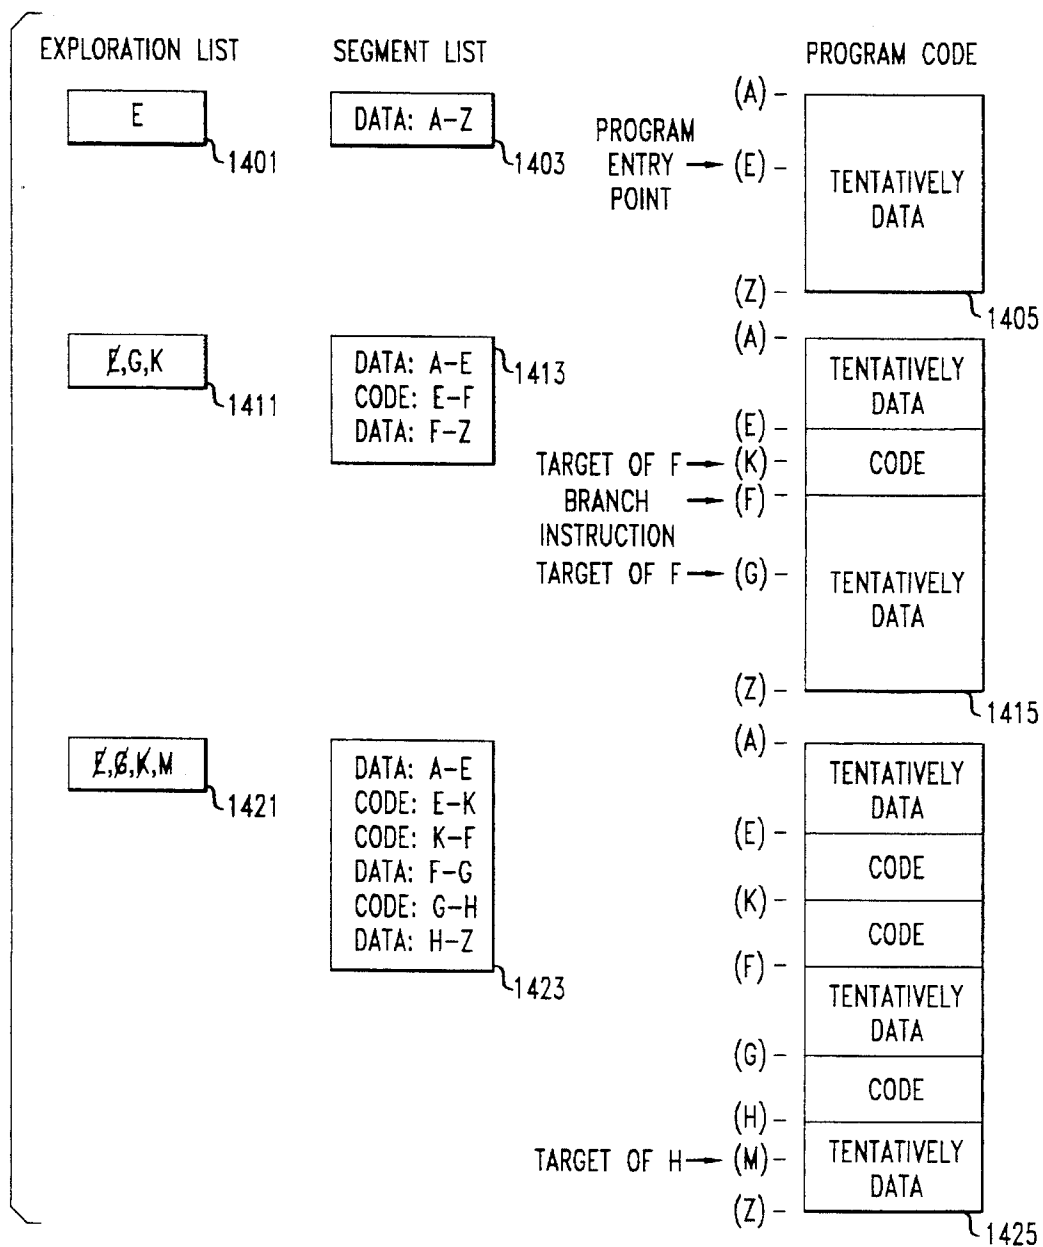 EXPLORATION LIST
SEGMENT LIST
PROGRAM CODE
E
1401
DATA: A-Z
1403
PROGRAM
ENTRY
POINT
(A)
(E)
(Z)
TENTATIVELY
DATA
1405
E,G,K
1411
DATA: A-E
CODE: E-F
DATA: F-Z
1413
TARGET OF F
BRANCH
INSTRUCTION
TARGET OF F
(A)
(E)
(K)
(F)
(G)
(Z)
TENTATIVELY
DATA
CODE
TENTATIVELY
DATA
1415
E,G,K,M
1421
DATA: A-E
CODE: E-K
CODE: K-F
DATA: F-G
CODE: G-H
DATA: H-Z
1423
TARGET OF H
(A)
(E)
(K)
(F)
(G)
(H)
(M)
(Z)
TENTATIVELY
DATA
CODE
CODE
TENTATIVELY
DATA
CODE
TENTATIVELY
DATA
1425